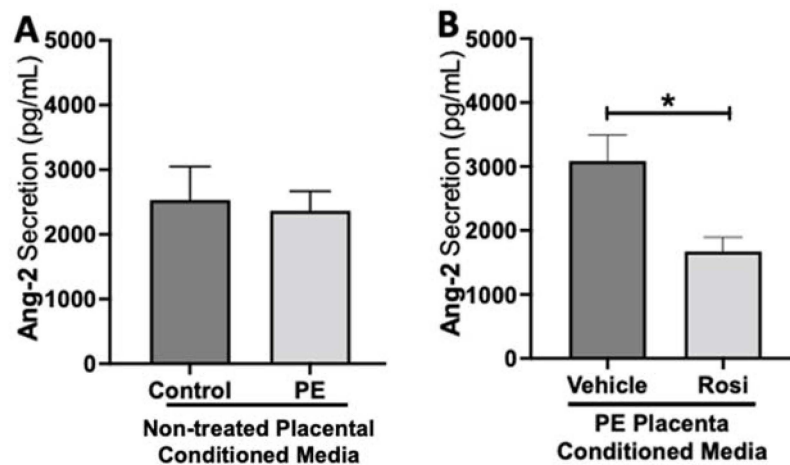 A
Ang-2 Secretion (pg/mL)
5000
4000
3000
2000
1000
0
Control PE
Non-treated Placental
Conditioned Media
B
Ang-2 Secretion (pg/mL)
5000
4000
3000
2000
1000
0
*
Vehicle Rosi
PE Placenta
Conditioned Media